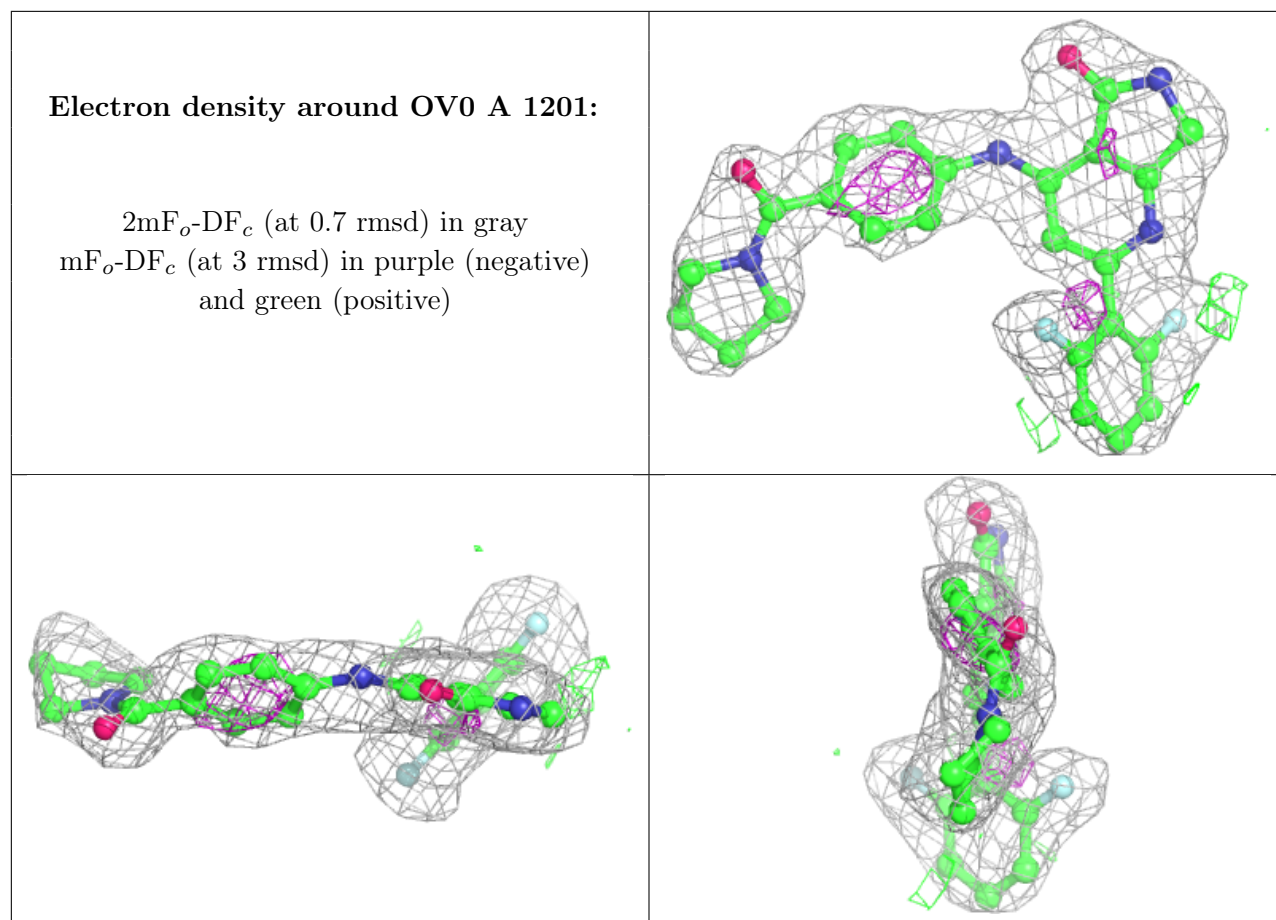 Electron density around OV0 A 1201:
2mFo-DFc (at 0.7 rmsd) in gray
mFo-DFc (at 3 rmsd) in purple (negative)
and green (positive)